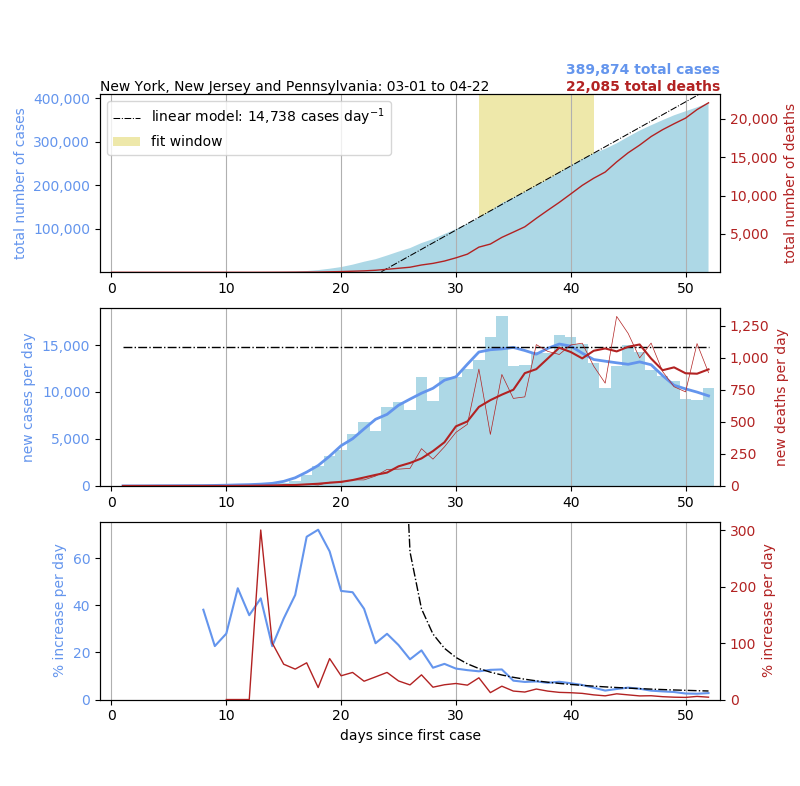 389,874 total cases
New York, New Jersey and Pennsylvania: 03-01 to 04-22
22,085 total deaths
total number of cases
400,000
300,000
200,000
100,000
linear model: 14,738 cases day⁻¹
fit window
20,000
15,000
10,000
5,000
total number of deaths
0 10 20 30 40 50
new cases per day
15,000
10,000
5,000
0
1,250
1,000
750
500
250
0
new deaths per day
0 10 20 30 40 50
% increase per day
60
40
20
0
300
200
100
0
% increase per day
0 10 20 30 40 50
days since first case